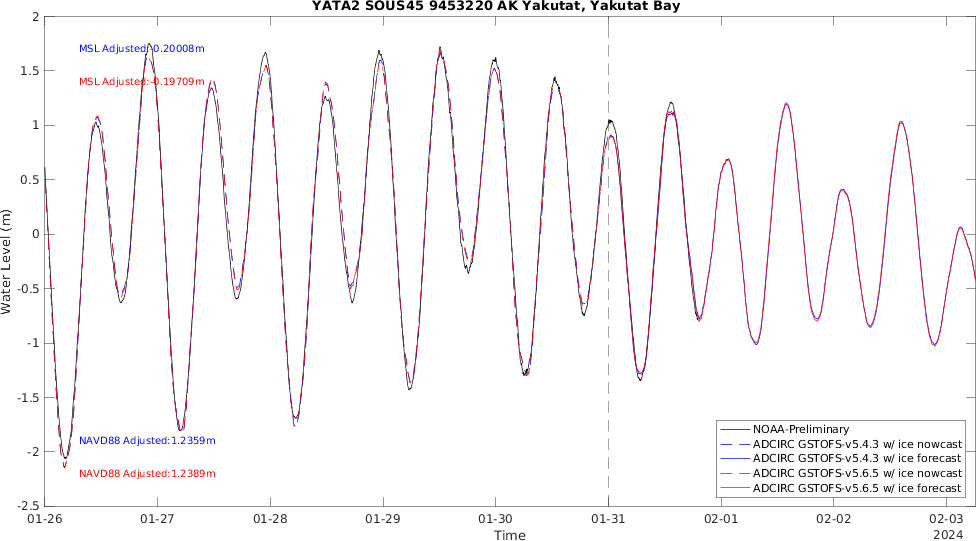 YATA2 SOUS45 9453220 AK Yakutat, Yakutat Bay
Water Level (m)
2
1.5
1
0.5
0
-0.5
-1
-1.5
-2
-2.5
MSL Adjusted:-0.20008m
MSL Adjusted:-0.19709m
NAVD88 Adjusted:1.2359m
NAVD88 Adjusted:1.2389m
NOAA-Preliminary
ADCIRC GSTOFS-v5.4.3 w/ ice nowcast
ADCIRC GSTOFS-v5.4.3 w/ ice forecast
ADCIRC GSTOFS-v5.6.5 w/ ice nowcast
ADCIRC GSTOFS-v5.6.5 w/ ice forecast
01-26 01-27 01-28 01-29 01-30 01-31 02-01 02-02 02-03
Time
2024